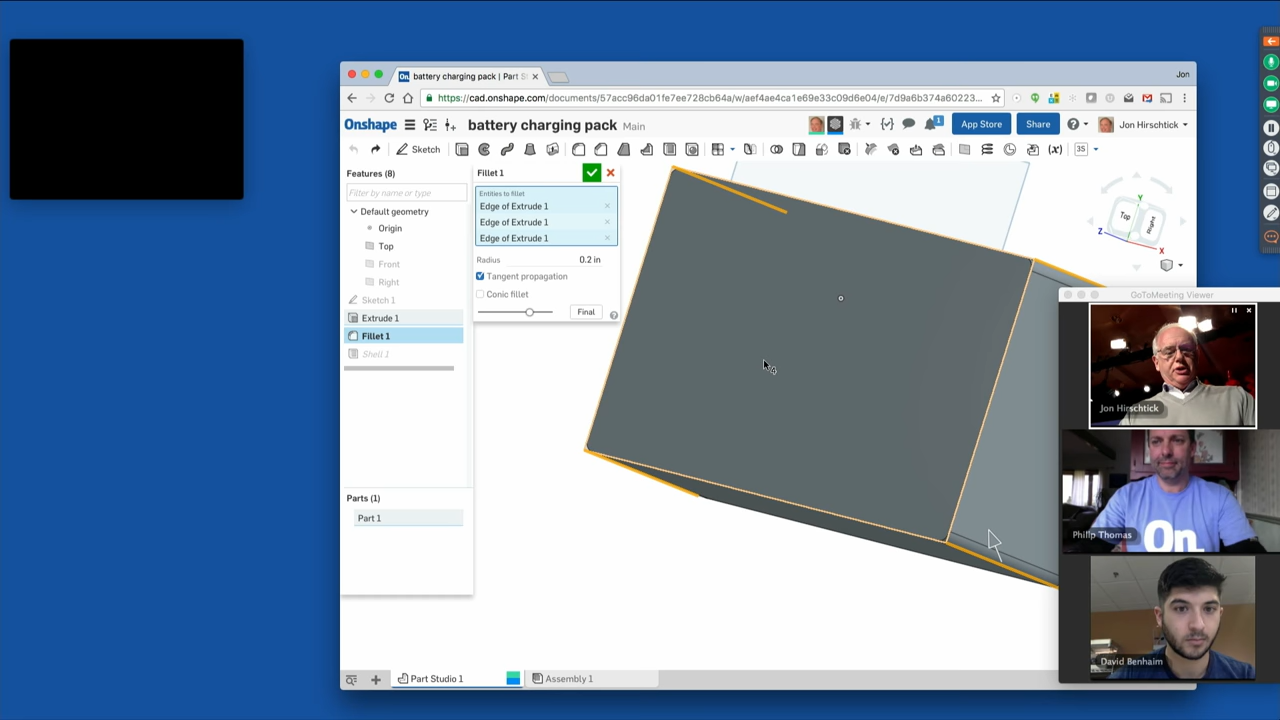 battery charging pack | Part S
Jon
https://cad.onshape.com/documents/57acc96da01fe7ee728cb64a/w/aef4ae4ca1e69e33c09d6e04/e/7d9a6b374a60223...
Onshape
battery charging pack Main
1
App Store
Share
Jon Hirschtick
Sketch
(x)
3S
Features (8)
Filter by name or type
Default geometry
Origin
Top
Front
Right
Sketch 1
Extrude 1
Fillet 1
Shell 1
Parts (1)
Part 1
Fillet 1
Entities to fillet
Edge of Extrude 1
Edge of Extrude 1
Edge of Extrude 1
Radius 0.2 in
Tangent propagation
Conic fillet
Final
Y
Top
Right
Z
X
GoToMeeting Viewer
Jon Hirschtick
Philip Thomas
On
David Benhaim
Part Studio 1
Assembly 1